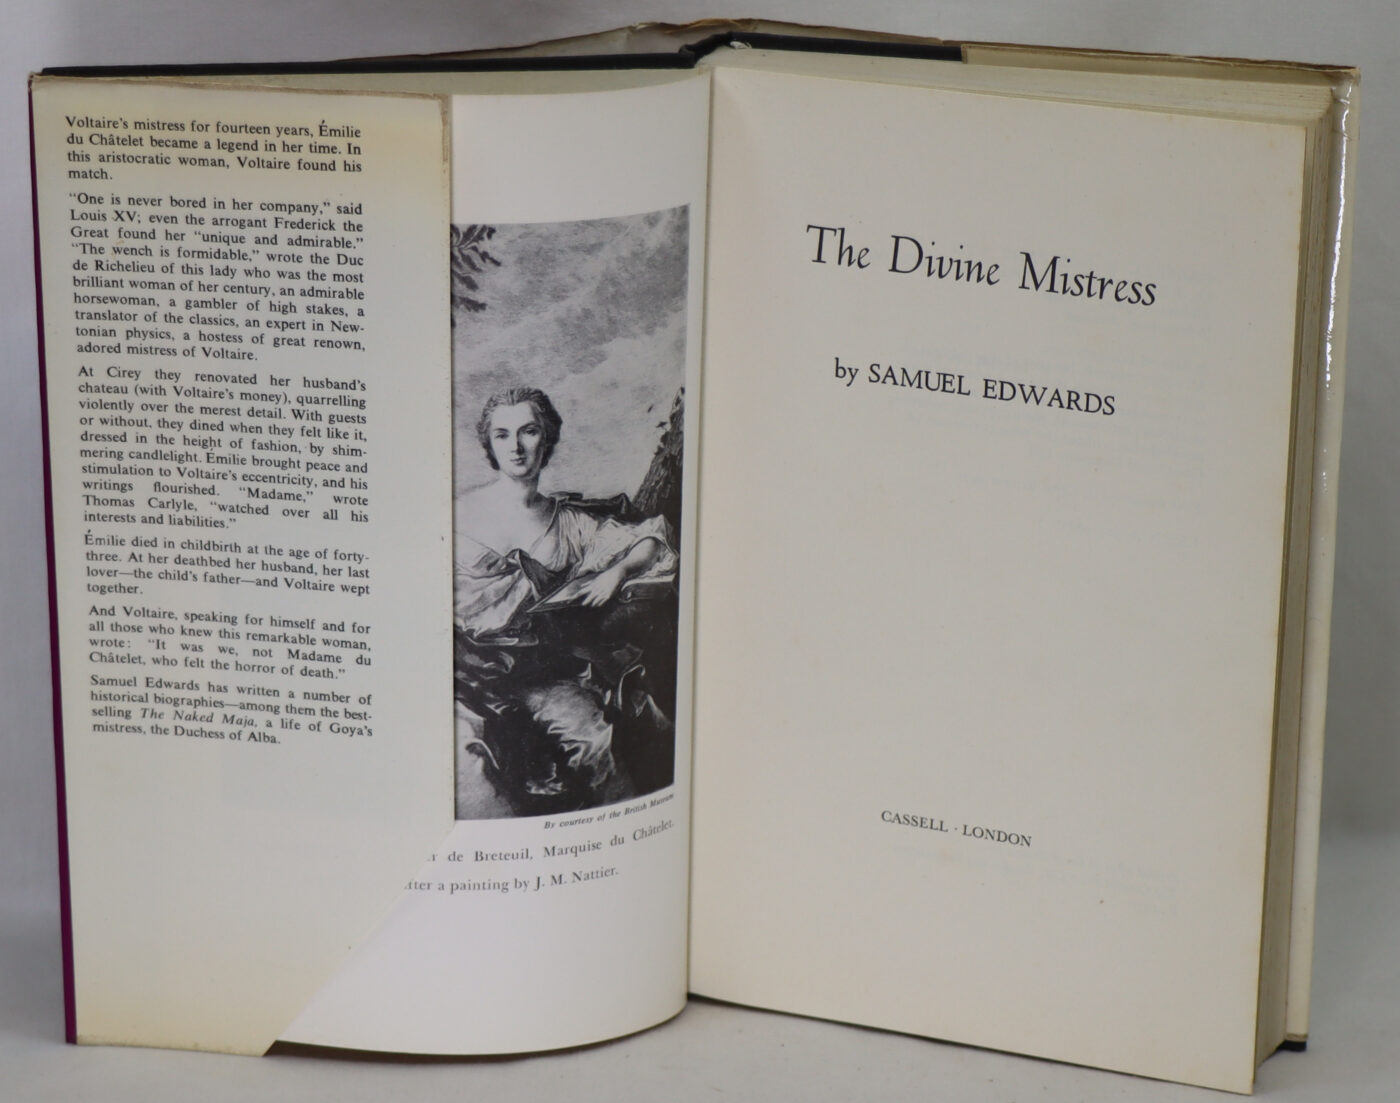 Voltaire's mistress for fourteen years, Émilie
du Châtelet became a legend in her time. In
this aristocratic woman, Voltaire found his
match.
"One is never bored in her company," said
Louis XV; even the arrogant Frederick the
Great found her "unique and admirable."
"The wench is formidable," wrote the Duc
de Richelieu of this lady who was the most
brilliant woman of her century, an admirable
horsewoman, a gambler of high stakes, a
translator of the classics, an expert in New-
tonian physics, a hostess of great renown,
adored mistress of Voltaire.
At Cirey they renovated her husband's
chateau (with Voltaire's money), quarrelling
violently over the merest detail. With guests
or without, they dined when they felt like it,
dressed in the height of fashion, by shim-
mering candlelight. Émilie brought peace and
stimulation to Voltaire's eccentricity, and his
writings flourished. "Madame," wrote
Thomas Carlyle, "watched over all his
interests and liabilities."
Émilie died in childbirth at the age of forty-
three. At her deathbed her husband, her last
lover—the child's father—and Voltaire wept
together.
And Voltaire, speaking for himself and for
all those who knew this remarkable woman,
wrote: "It was we, not Madame du
Châtelet, who felt the horror of death."
Samuel Edwards has written a number of
historical biographies—among them the best-
selling The Naked Maja, a life of Goya's
mistress, the Duchess of Alba.
By courtesy of the British Museum
de Breteuil, Marquise du Châtelet.
a painting by J. M. Nattier.
The Divine Mistress
by SAMUEL EDWARDS
CASSELL · LONDON